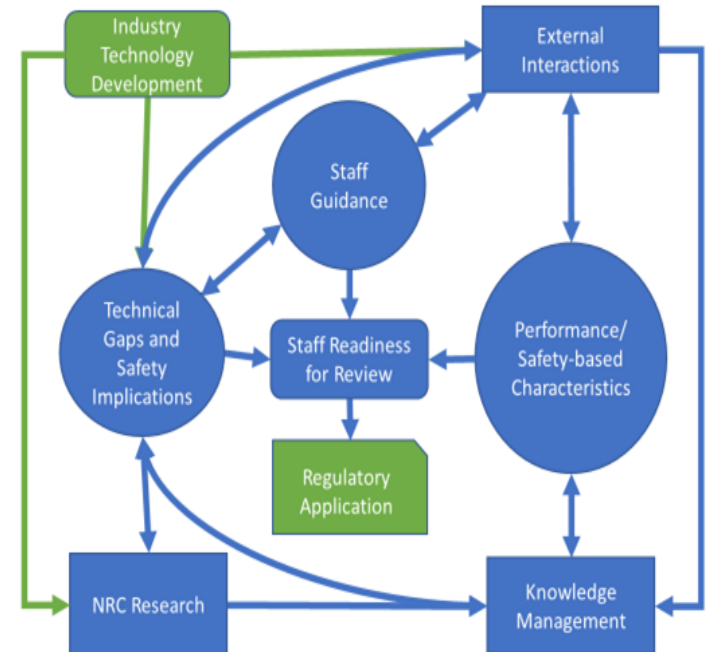 Industry
Technology
Development
External
Interactions
Staff
Guidance
Technical
Gaps and
Safety
Implications
Staff Readiness
for Review
Performance/
Safety-based
Characteristics
Regulatory
Application
NRC Research
Knowledge
Management